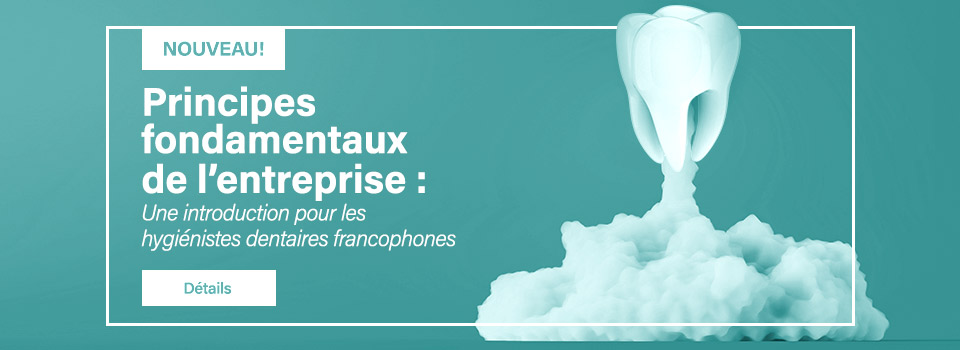 NOUVEAU!
Principes
fondamentaux
de l’entreprise :
Une introduction pour les
hygiénistes dentaires francophones
Détails